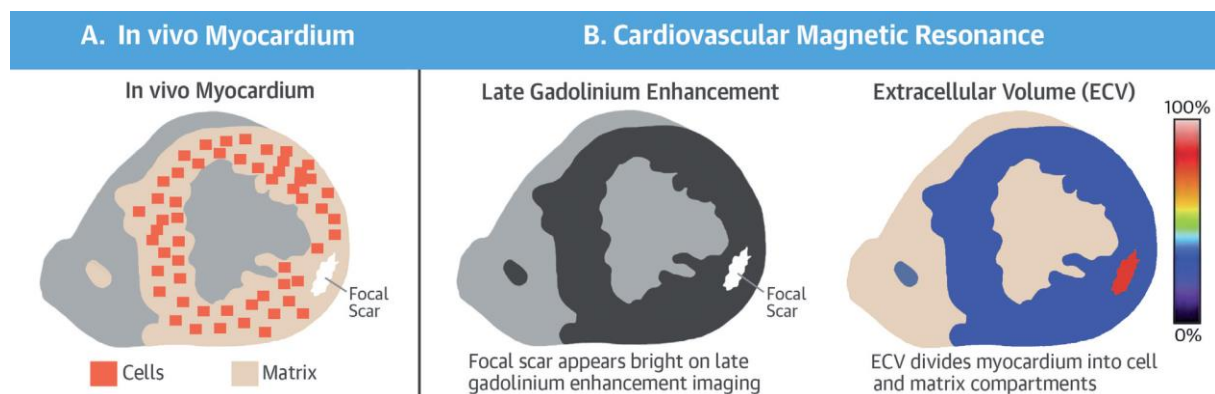 A. In vivo Myocardium
B. Cardiovascular Magnetic Resonance
In vivo Myocardium
Focal
Scar
Cells
Matrix
Late Gadolinium Enhancement
Focal
Scar
Focal scar appears bright on late
gadolinium enhancement imaging
Extracellular Volume (ECV)
100%
0%
ECV divides myocardium into cell
and matrix compartments